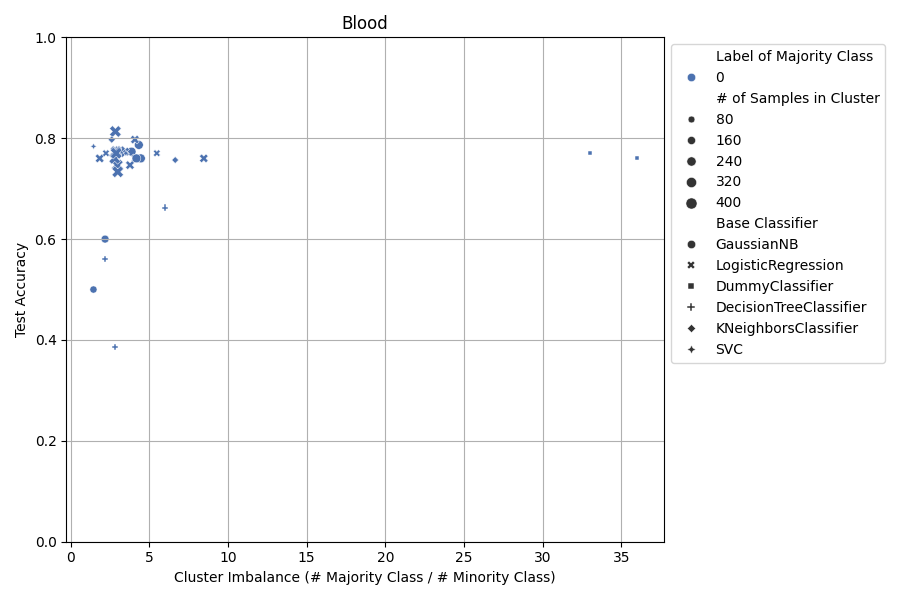 Blood
1.0
0.8
0.6
0.4
0.2
0.0
Test Accuracy
0 5 10 15 20 25 30 35
Cluster Imbalance (# Majority Class / # Minority Class)
Label of Majority Class
0
# of Samples in Cluster
80
160
240
320
400
Base Classifier
GaussianNB
LogisticRegression
DummyClassifier
DecisionTreeClassifier
KNeighborsClassifier
SVC